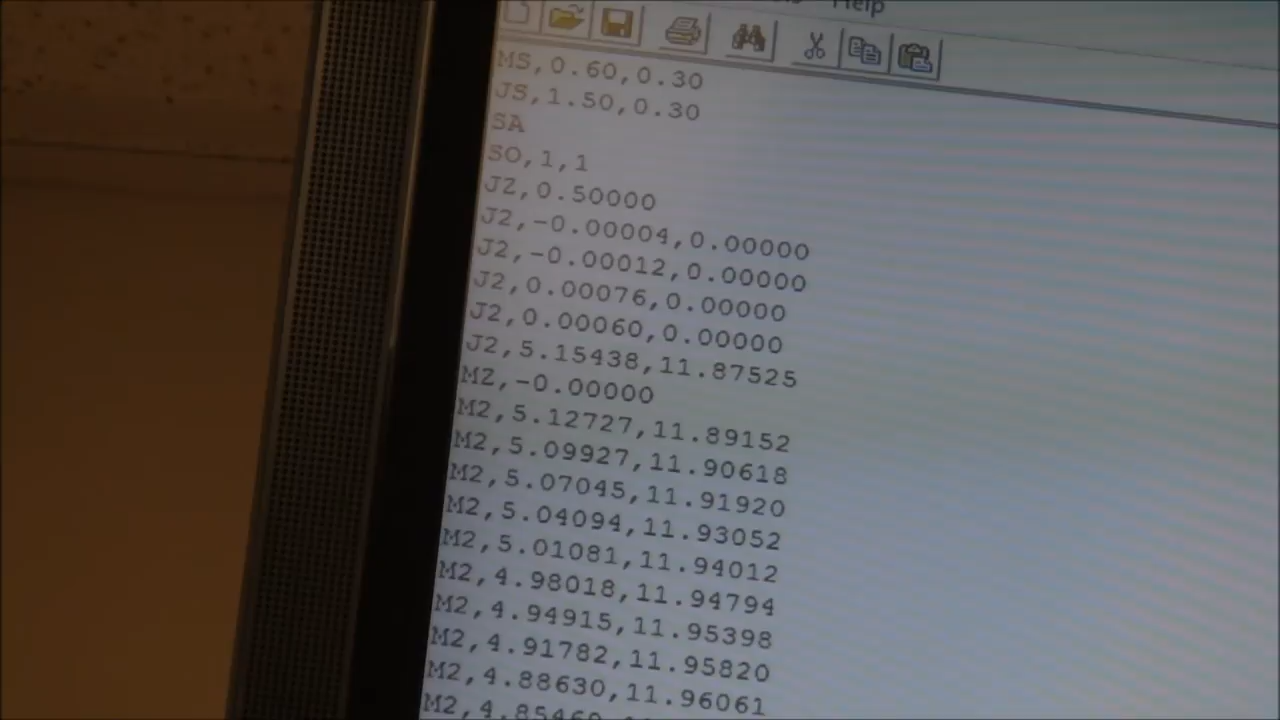 Help
MS,0.60,0.30
JS,1.50,0.30
SA
SO,1,1
JZ,0.50000
J2,-0.00004,0.00000
J2,-0.00012,0.00000
J2,0.00076,0.00000
J2,0.00060,0.00000
J2,5.15438,11.87525
MZ,-0.00000
M2,5.12727,11.89152
M2,5.09927,11.90618
M2,5.07045,11.91920
M2,5.04094,11.93052
M2,5.01081,11.94012
M2,4.98018,11.94794
M2,4.94915,11.95398
M2,4.91782,11.95820
M2,4.88630,11.96061